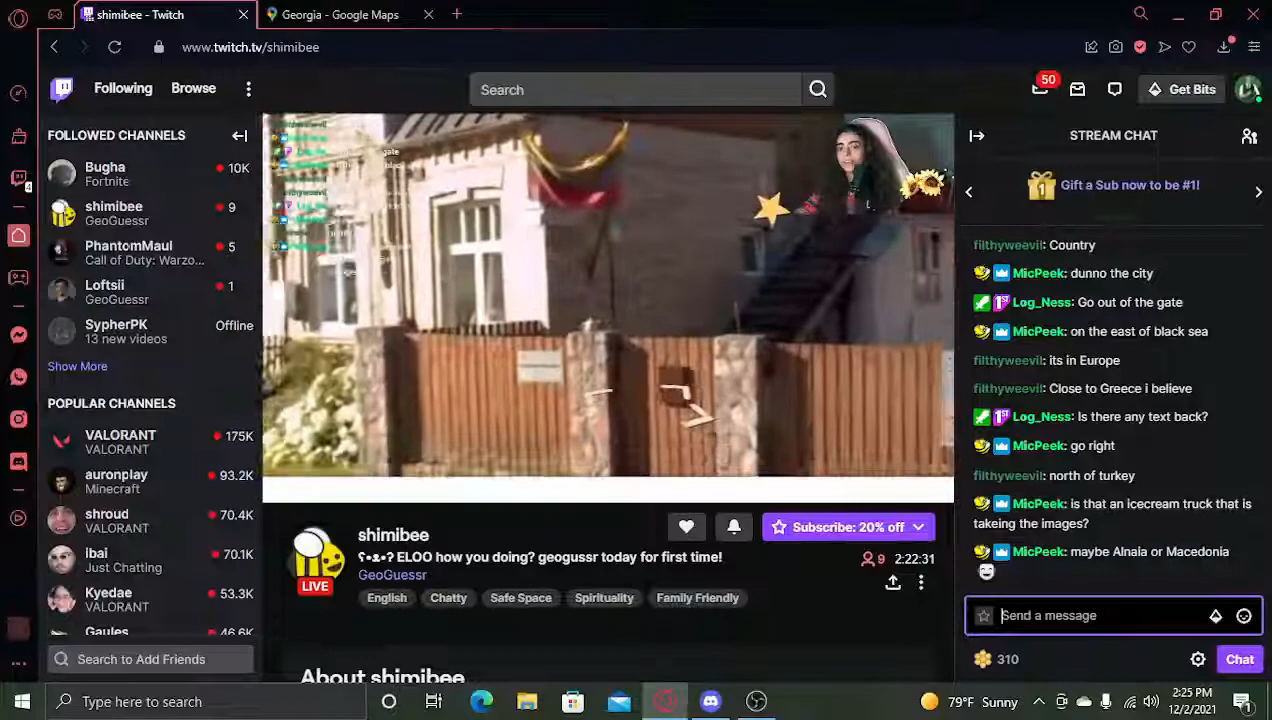 shimibee - Twitch
Georgia - Google Maps
www.twitch.tv/shimibee
Following
Browse
Search
50
Get Bits
FOLLOWED CHANNELS
Bugha
10K
Fortnite
shimibee
9
GeoGuessr
PhantomMaul
5
Call of Duty: Warzo...
Loftsii
1
GeoGuessr
SypherPK
Offline
13 new videos
Show More
POPULAR CHANNELS
VALORANT
175K
VALORANT
auronplay
93.2K
Minecraft
shroud
70.4K
VALORANT
ibai
70.1K
Just Chatting
Kyedae
53.3K
VALORANT
Gaules
46.6K
Search to Add Friends
shimibee
Subscribe: 20% off
ʕ•ᴥ•ʔ ELOO how you doing? geogussr today for first time!
GeoGuessr
9
2:22:31
LIVE
English
Chatty
Safe Space
Spirituality
Family Friendly
About shimibee
STREAM CHAT
1
Gift a Sub now to be #1!
filthyweevil: Country
MicPeek: dunno the city
1ST Log_Ness: Go out of the gate
MicPeek: on the east of black sea
filthyweevil: its in Europe
filthyweevil: Close to Greece i believe
1ST Log_Ness: Is there any text back?
MicPeek: go right
filthyweevil: north of turkey
MicPeek: is that an icecream truck that is
takeing the images?
MicPeek: maybe Alnaia or Macedonia
Send a message
310
Chat
Type here to search
79°F Sunny
2:25 PM
12/2/2021
1